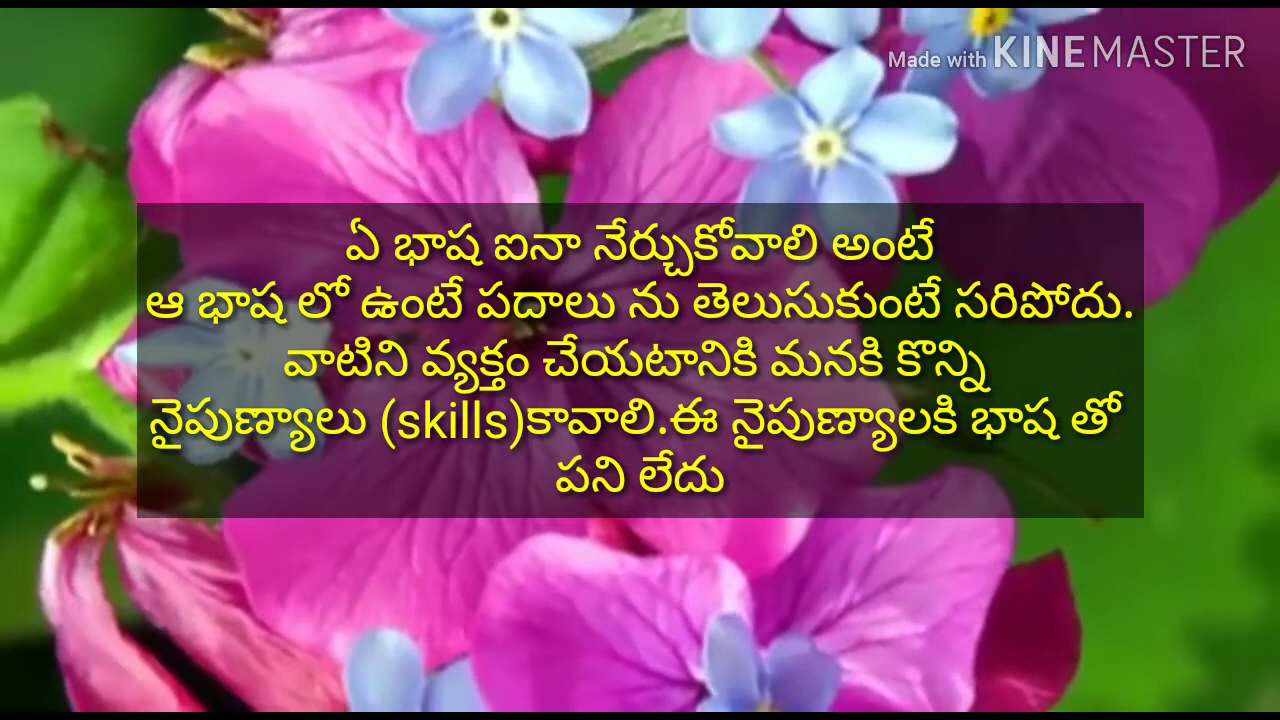 Made with KINEMASTER
ఏ భాష ఐనా నేర్చుకోవాలి అంటే
ఆ భాష లో ఉంటే పదాలు ను తెలుసుకుంటే సరిపోదు.
వాటిని వ్యక్తం చేయటానికి మనకి కొన్ని
నైపుణ్యాలు (skills)కావాలి.ఈ నైపుణ్యాలకి భాష తో
పని లేదు